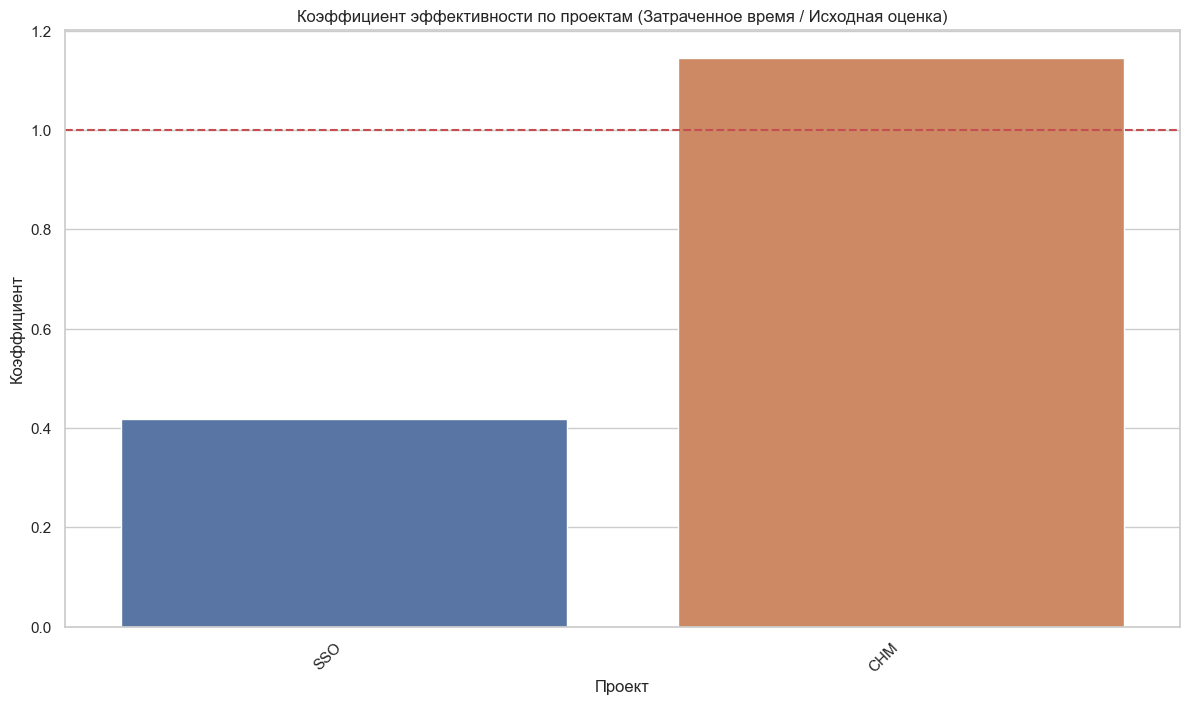 Коэффициент эффективности по проектам (Затраченное время / Исходная оценка)
1.2
1.0
0.8
0.6
0.4
0.2
0.0
Коэффициент
SSO
CHM
Проект